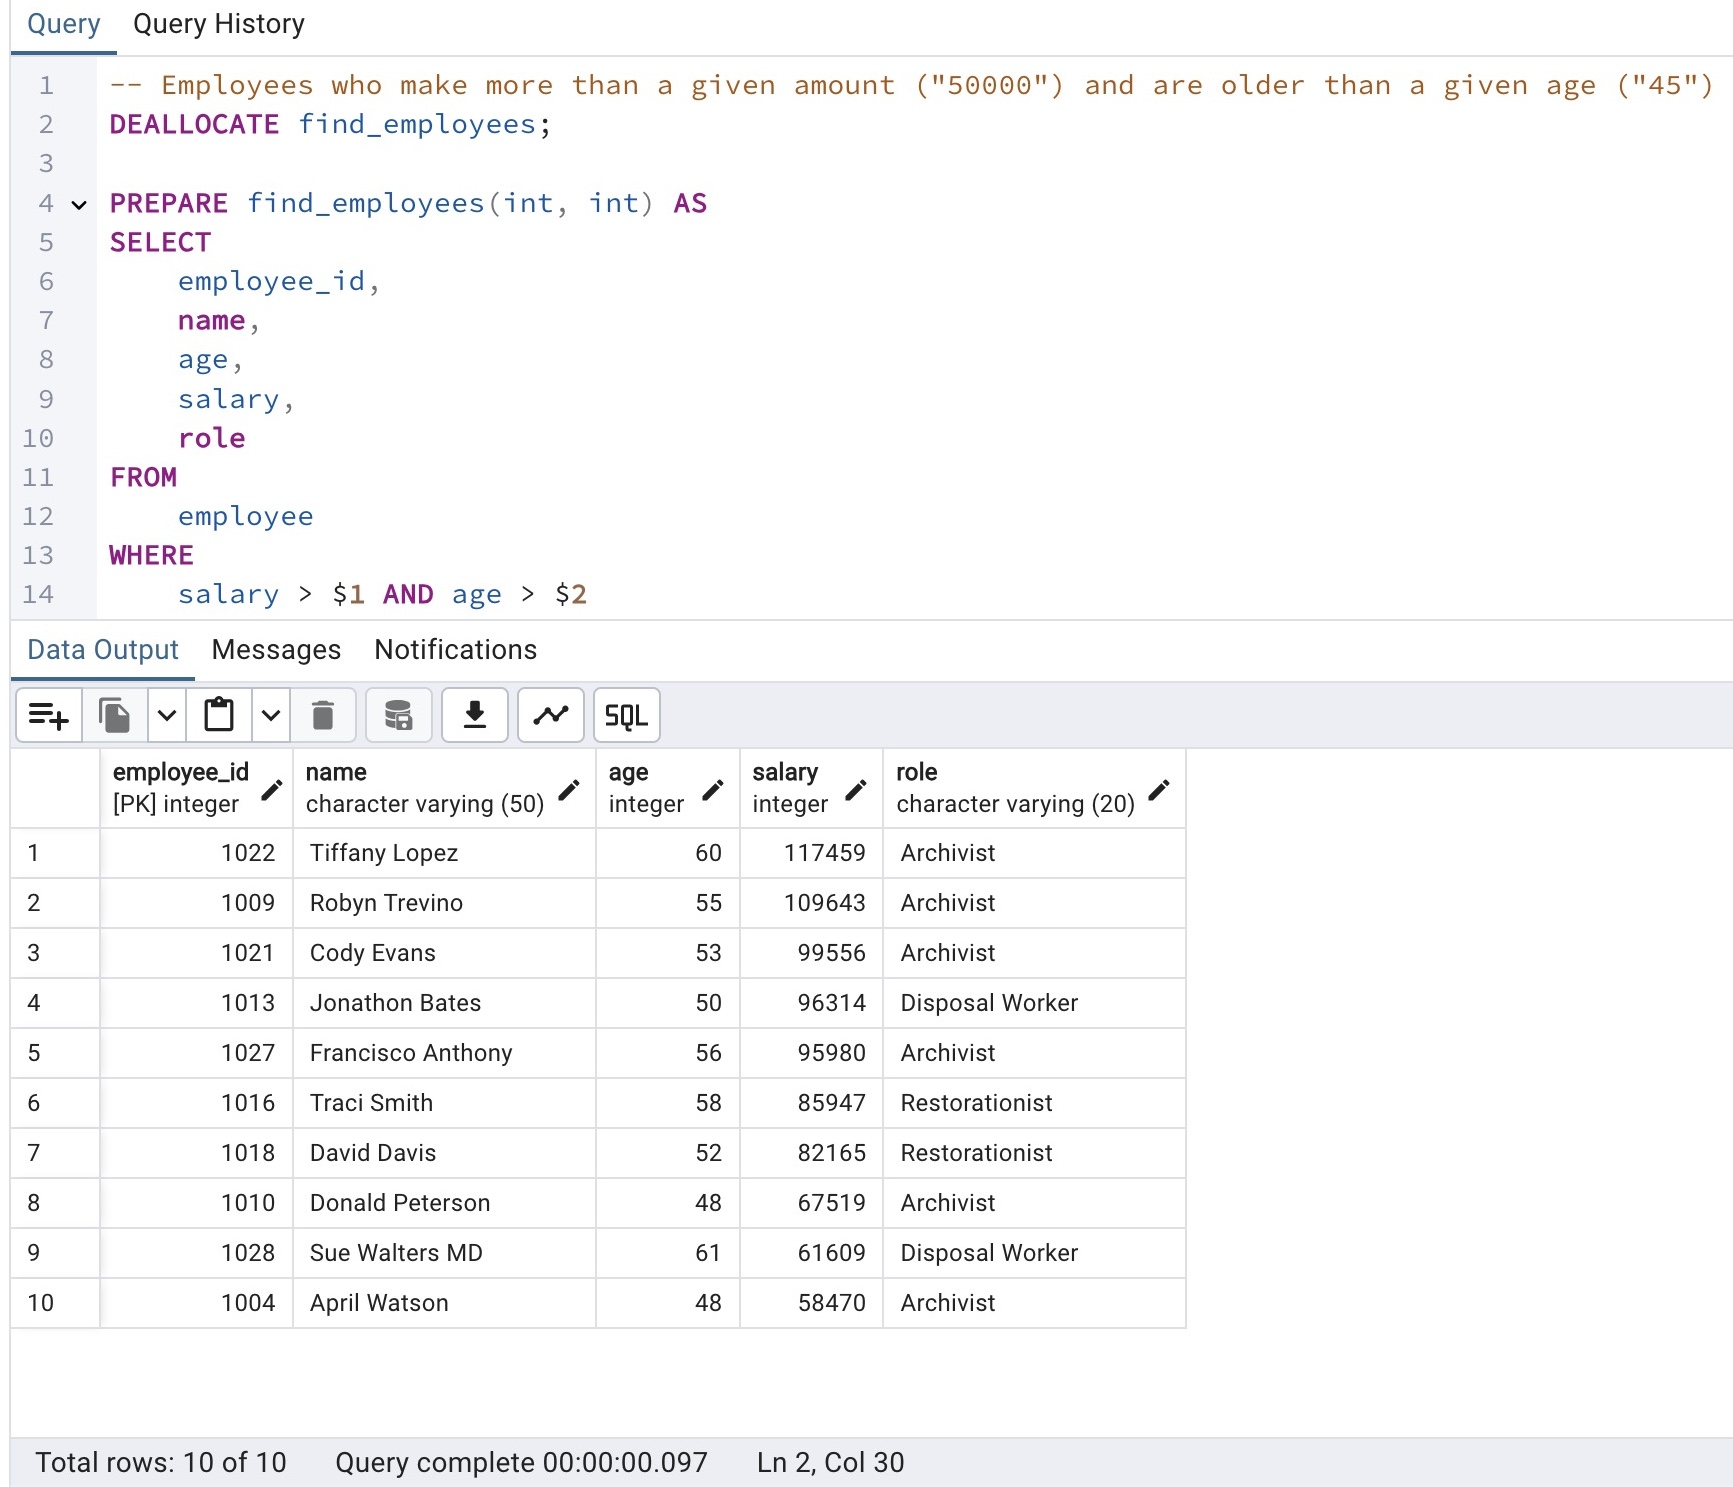 Query Query History
1 -- Employees who make more than a given amount ("50000") and are older than a given age ("45")
2 DEALLOCATE find_employees;
3
4 PREPARE find_employees(int, int) AS
5 SELECT
6 employee_id,
7 name,
8 age,
9 salary,
10 role
11 FROM
12 employee
13 WHERE
14 salary > $1 AND age > $2
Data Output Messages Notifications
SQL
employee_id name age salary role
[PK] integer character varying (50) integer integer character varying (20)
1 1022 Tiffany Lopez 60 117459 Archivist
2 1009 Robyn Trevino 55 109643 Archivist
3 1021 Cody Evans 53 99556 Archivist
4 1013 Jonathon Bates 50 96314 Disposal Worker
5 1027 Francisco Anthony 56 95980 Archivist
6 1016 Traci Smith 58 85947 Restorationist
7 1018 David Davis 52 82165 Restorationist
8 1010 Donald Peterson 48 67519 Archivist
9 1028 Sue Walters MD 61 61609 Disposal Worker
10 1004 April Watson 48 58470 Archivist
Total rows: 10 of 10 Query complete 00:00:00.097 Ln 2, Col 30